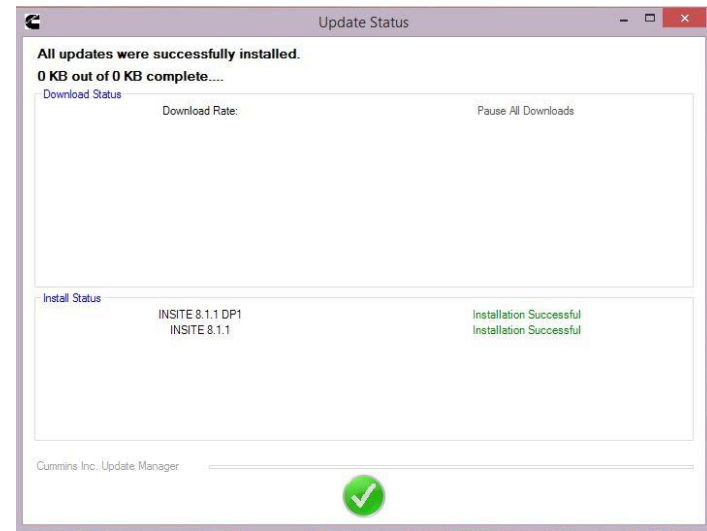 Update Status
All updates were successfully installed.
0 KB out of 0 KB complete....
Download Status
Download Rate: Pause All Downloads
Install Status
INSITE 8.1.1 DP1 Installation Successful
INSITE 8.1.1 Installation Successful
Cummins Inc. Update Manager